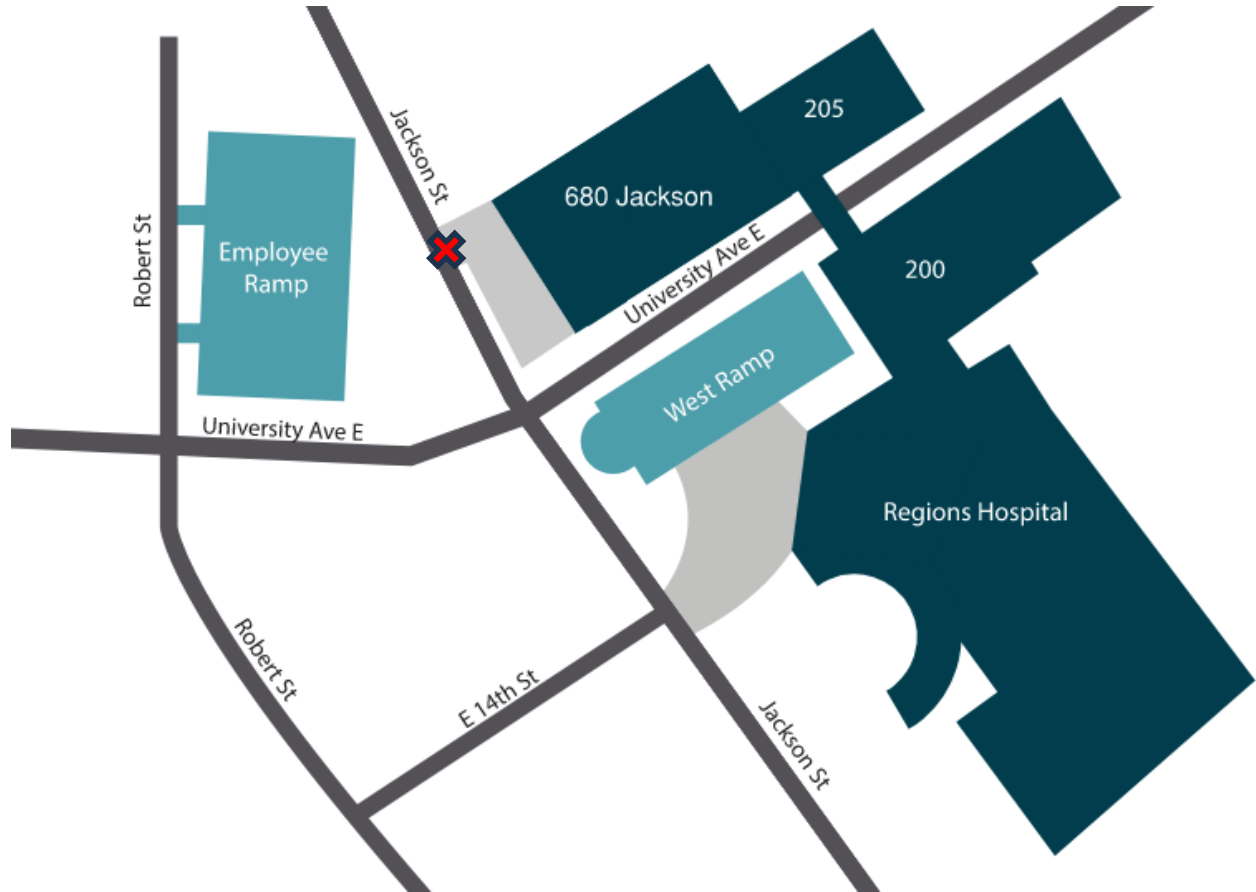 Jackson St
205
680 Jackson
Robert St
Employee
Ramp
University Ave E
200
West Ramp
University Ave E
Regions Hospital
Robert St
E 14th St
Jackson St